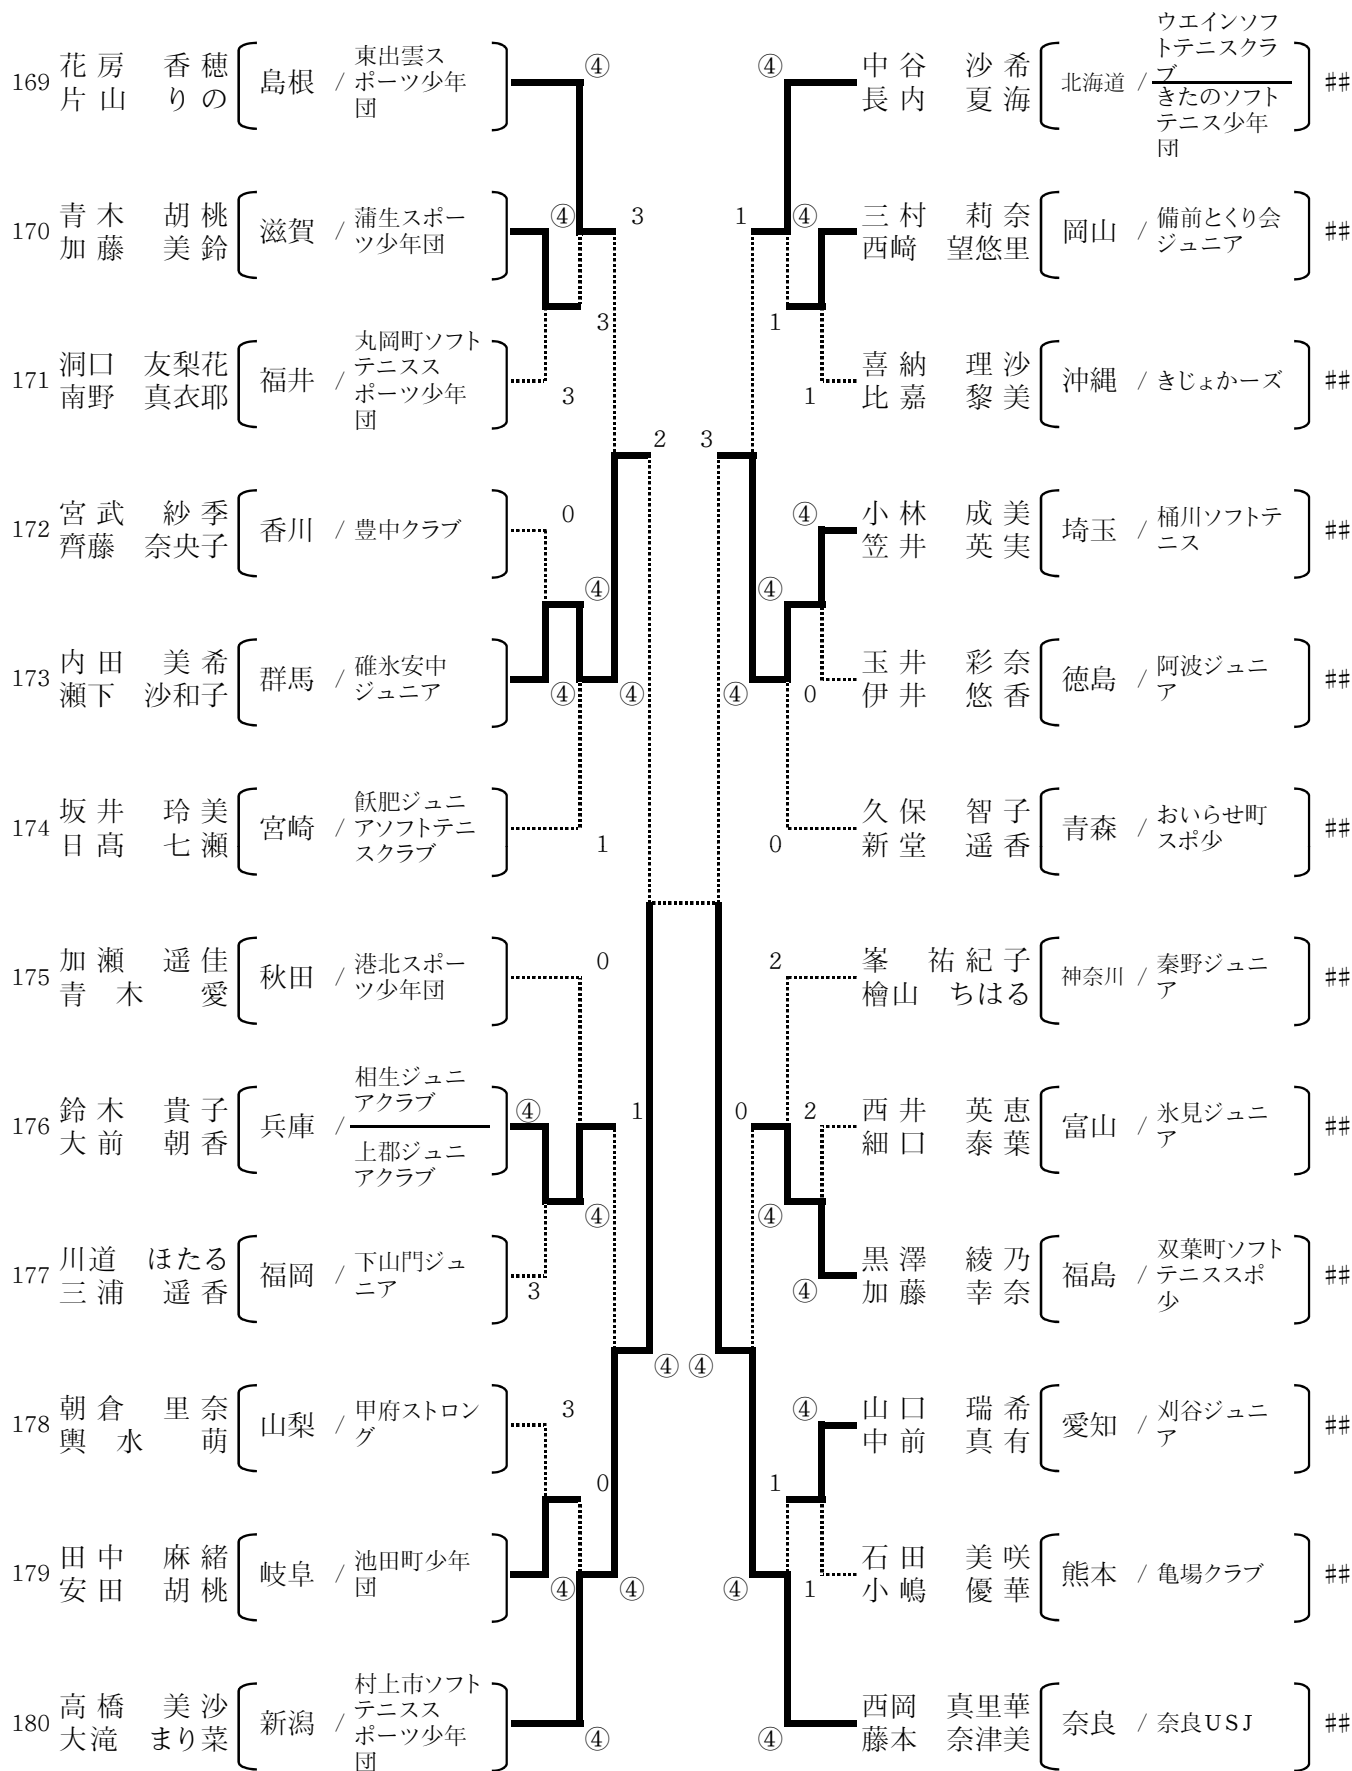 169 花房 香穂 島根 / 東出雲ス
片山 りの ポーツ少年
団
④
170 青木 胡桃 滋賀 / 蒲生スポー
加藤 美鈴 ツ少年団
④ 3
3
171 洞口 友梨花 福井 / 丸岡町ソフト
南野 真衣耶 テニスス
ポーツ少年
団
3
2
172 宮武 紗季 香川 / 豊中クラブ
齊藤 奈央子
0
④
173 内田 美希 群馬 / 碓氷安中
瀬下 沙和子 ジュニア
④ ④
174 坂井 玲美 宮崎 / 飫肥ジュニ
日髙 七瀬 アソフトテニ
スクラブ
1
175 加瀬 遥佳 秋田 / 港北スポー
青木 愛 ツ少年団
0
176 鈴木 貴子 兵庫 / 相生ジュニ
大前 朝香 アクラブ
上郡ジュニ
アクラブ
④ 1
④
177 川道 ほたる 福岡 / 下山門ジュ
三浦 遥香 ニア
3
④
178 朝倉 里奈 山梨 / 甲府ストロン
輿水 萌 グ
3
0
179 田中 麻緒 岐阜 / 池田町少年
安田 胡桃 団
④ ④
180 高橋 美沙 新潟 / 村上市ソフト
大滝 まり菜 テニスス
ポーツ少年
団
④
④ 中谷 沙希 北海道 / ウエインソフ
長内 夏海 トテニスクラ
ブ
きたのソフト
テニス少年
団
##
1 ④ 三村 莉奈 岡山 / 備前とくり会
西﨑 望悠里 ジュニア
##
1
喜納 理沙 沖縄 / きじょかーズ
比嘉 黎美
##
1
3
④ 小林 成美 埼玉 / 桶川ソフトテ
笠井 英実 ニス
##
④
玉井 彩奈 徳島 / 阿波ジュニ
伊井 悠香 ア
##
④ 0
久保 智子 青森 / おいらせ町
新堂 遥香 スポ少
##
0
2 峯 祐紀子 神奈川 / 秦野ジュニ
檜山 ちはる ア
##
0 2 西井 英恵 富山 / 氷見ジュニ
細口 泰葉 ア
##
④
黒澤 綾乃 福島 / 双葉町ソフト
加藤 幸奈 テニススポ
少
##
④
④
④ 山口 瑞希 愛知 / 刈谷ジュニ
中前 真有 ア
##
1
石田 美咲 熊本 / 亀場クラブ
小嶋 優華
##
④ 1
西岡 真里華 奈良 / 奈良USJ
藤本 奈津美
##
④